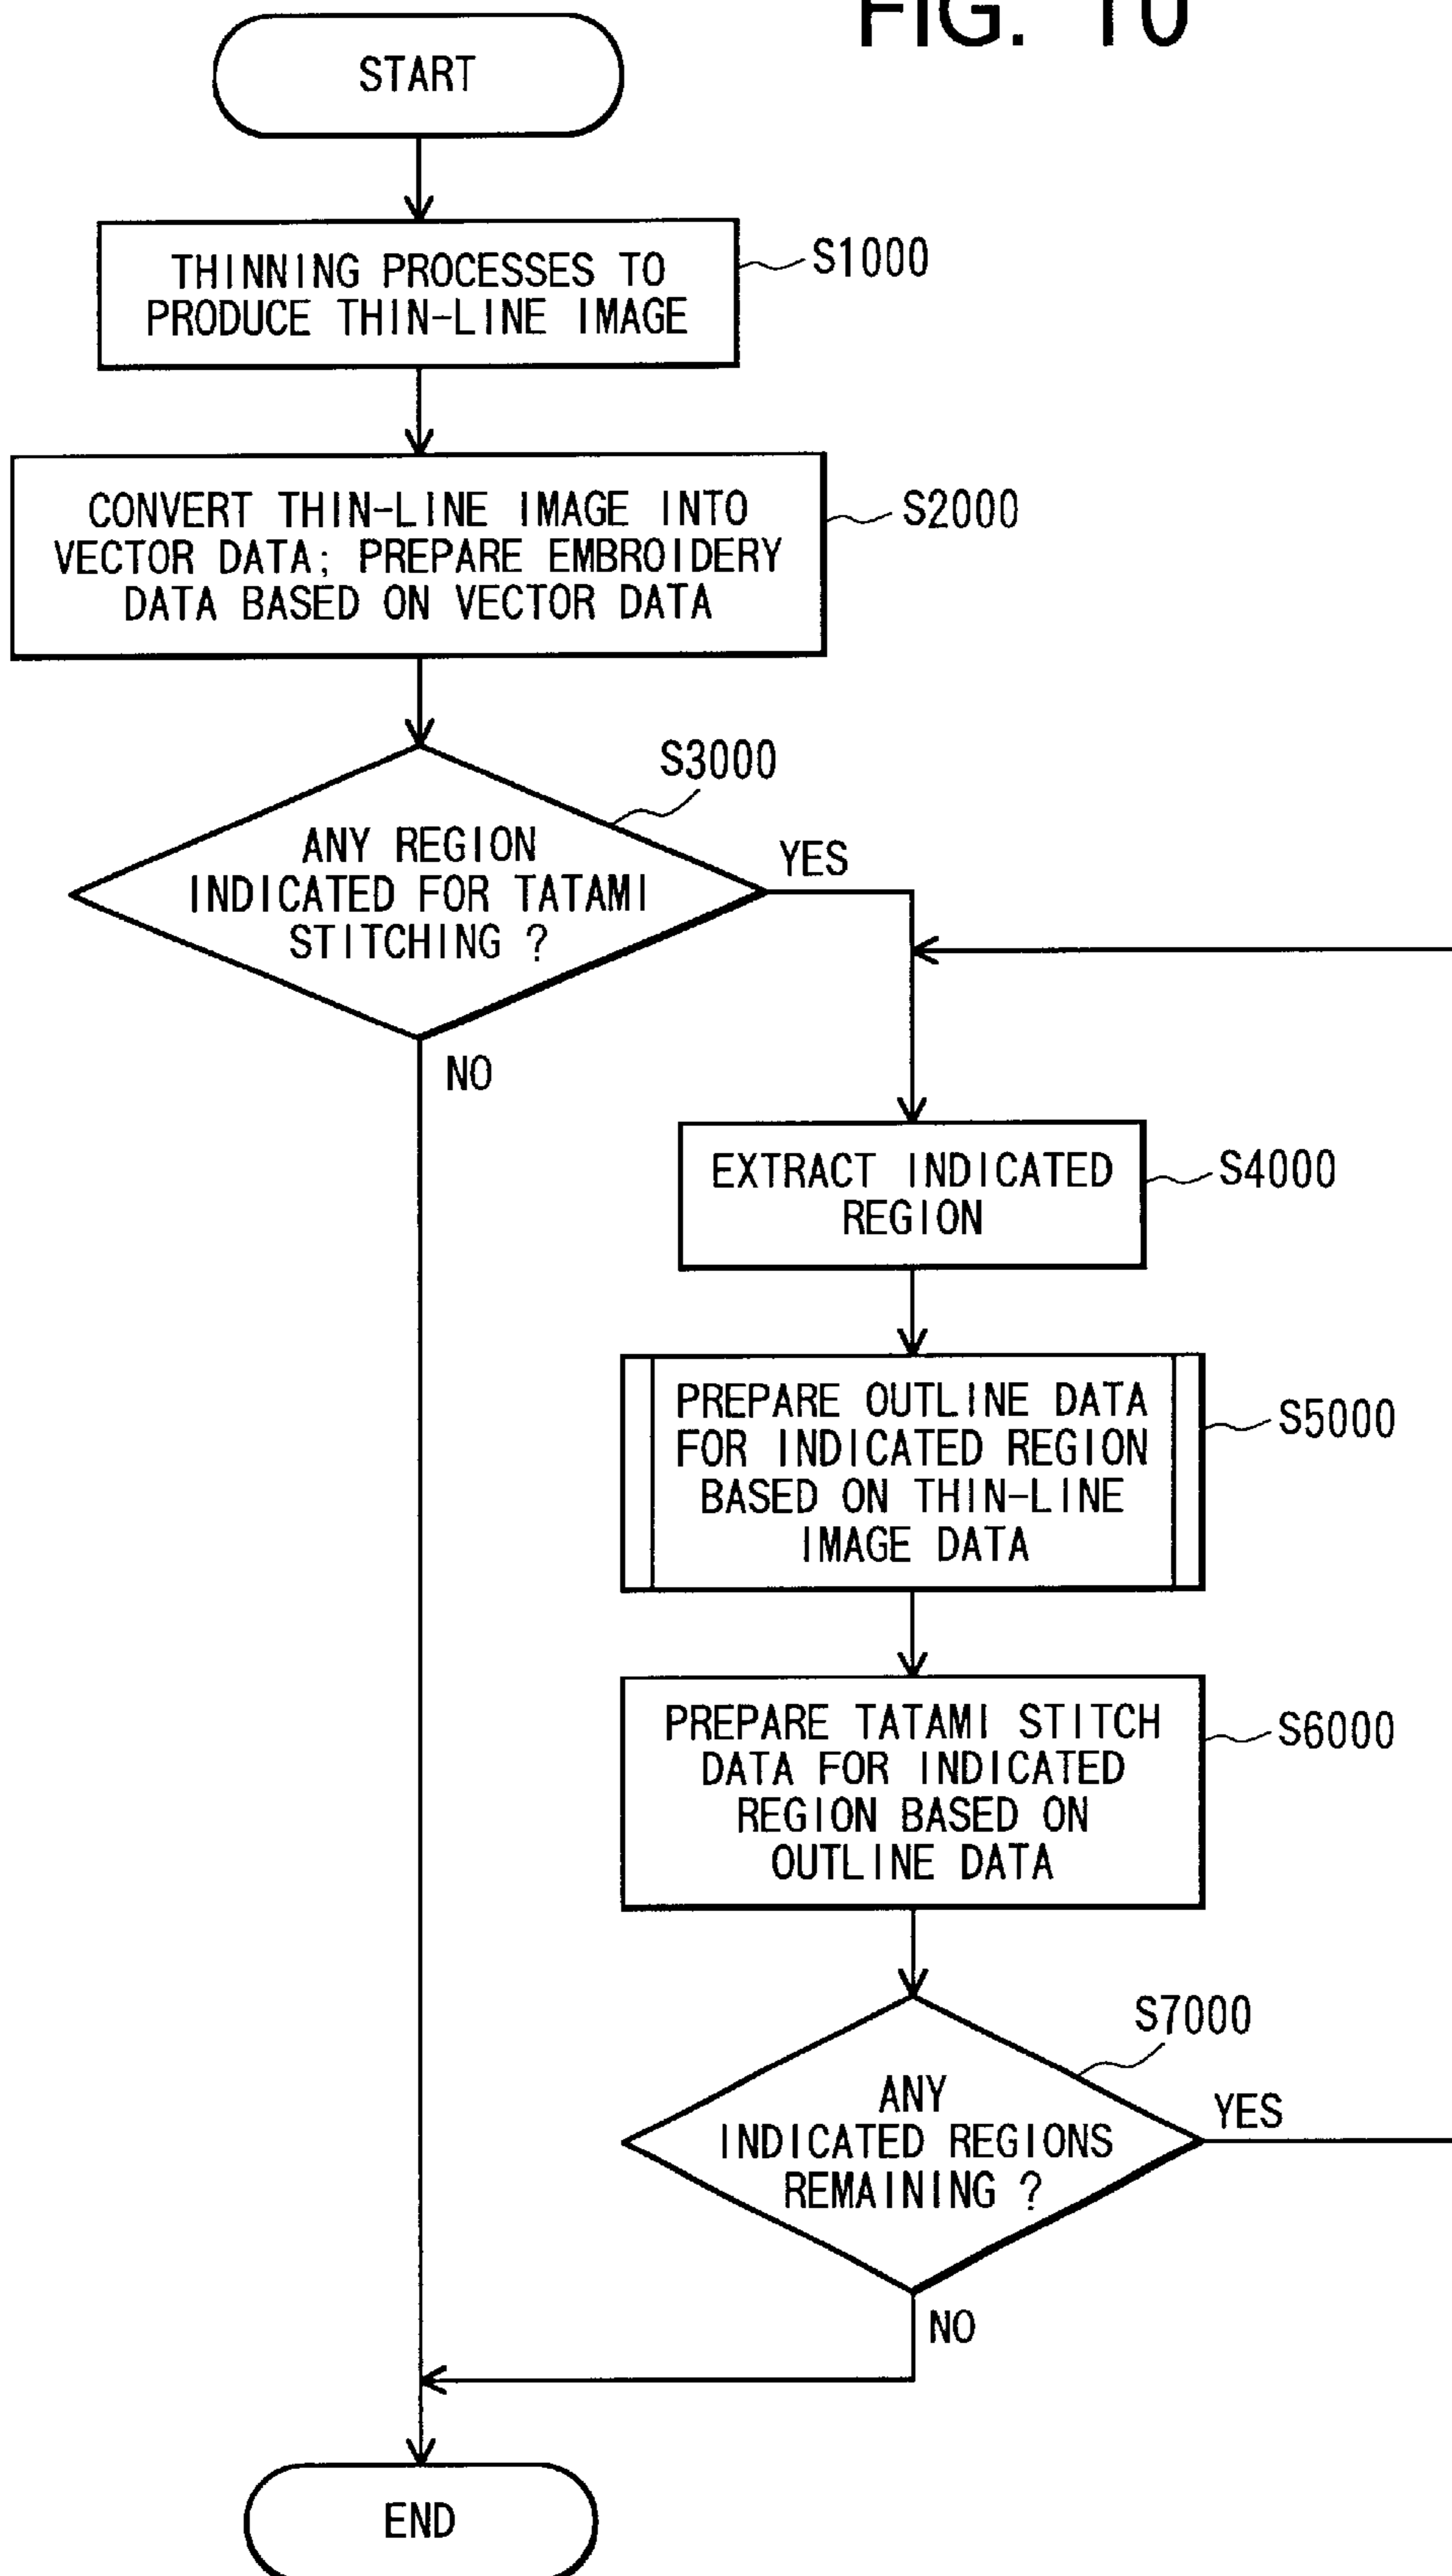 FIG. 10
START
THINNING PROCESSES TO
PRODUCE THIN-LINE IMAGE
S1000
CONVERT THIN-LINE IMAGE INTO
VECTOR DATA; PREPARE EMBROIDERY
DATA BASED ON VECTOR DATA
S2000
S3000
ANY REGION
INDICATED FOR TATAMI
STITCHING ?
YES
NO
EXTRACT INDICATED
REGION
S4000
PREPARE OUTLINE DATA
FOR INDICATED REGION
BASED ON THIN-LINE
IMAGE DATA
S5000
PREPARE TATAMI STITCH
DATA FOR INDICATED
REGION BASED ON
OUTLINE DATA
S6000
S7000
ANY
INDICATED REGIONS
REMAINING ?
YES
NO
END